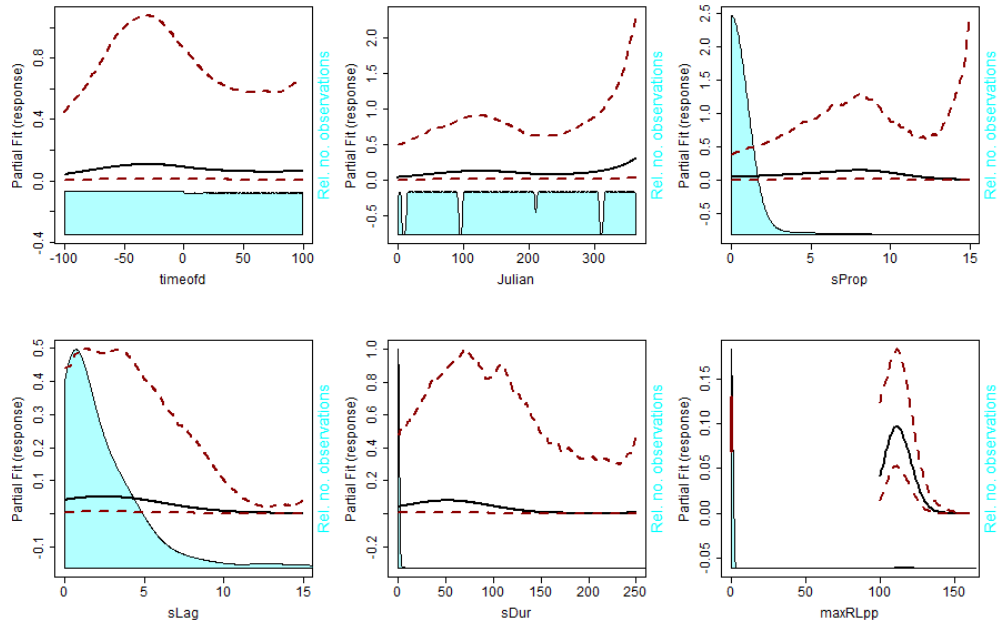 Partial Fit (response)
-0.4 0.0 0.4 0.8
-100 -50 0 50 100
timeofd
Rel. no. observations
Partial Fit (response)
-0.5 0.0 0.5 1.0 1.5 2.0
0 100 200 300
Julian
Rel. no. observations
Partial Fit (response)
-0.5 0.0 0.5 1.0 1.5 2.0 2.5
0 5 10 15
sProp
Rel. no. observations
Partial Fit (response)
-0.1 0.0 0.1 0.2 0.3 0.4 0.5
0 5 10 15
sLag
Rel. no. observations
Partial Fit (response)
-0.2 0.0 0.2 0.4 0.6 0.8 1.0
0 50 100 150 200 250
sDur
Rel. no. observations
Partial Fit (response)
-0.05 0.00 0.05 0.10 0.15
0 50 100 150
maxRLpp
Rel. no. observations